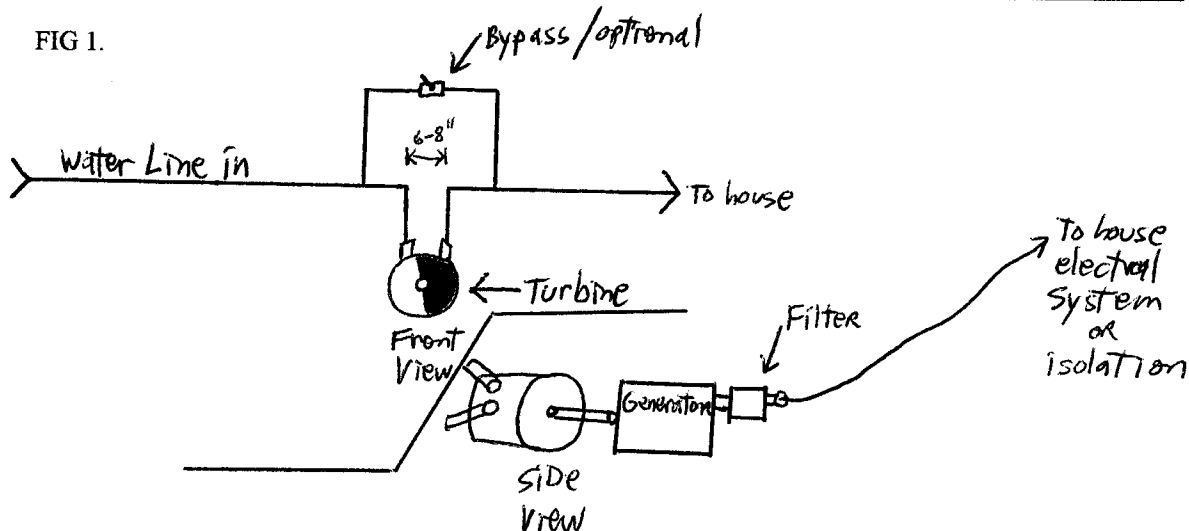 FIG 1.
Bypass/optional
6-8"
Water Line in
To house
Turbine
Front
View
Filter
Generator
Side
View
To house
electral
System
OR
isolation